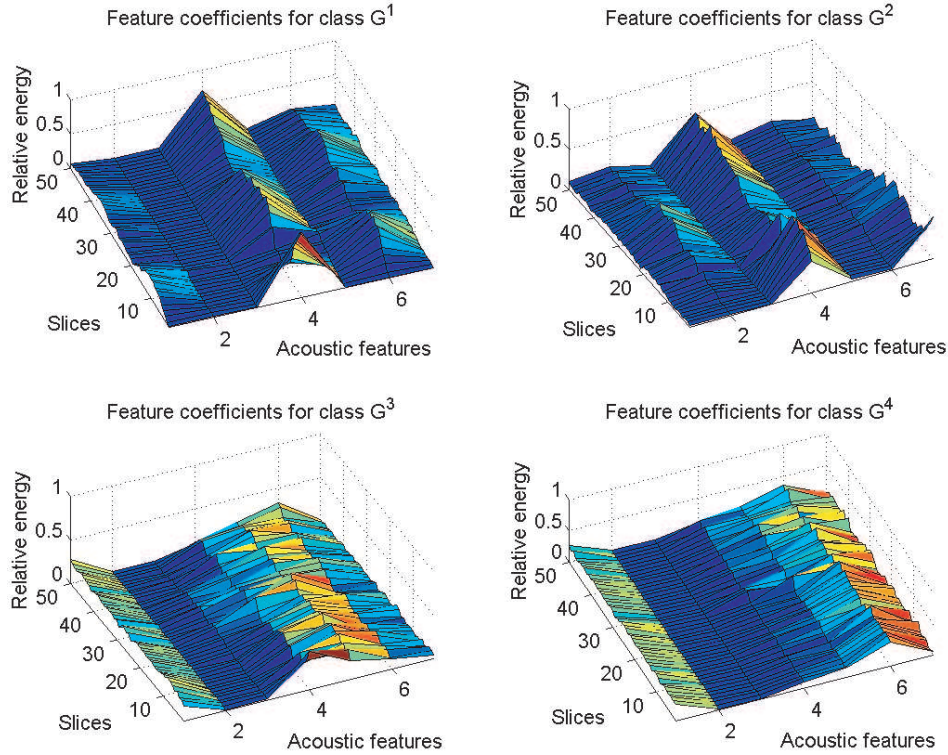 Feature coefficients for class G¹
Relative energy
1
0.5
0
50
40
30
20
10
Slices
2
4
6
Acoustic features
Feature coefficients for class G²
Relative energy
1
0.5
0
50
40
30
20
10
Slices
2
4
6
Acoustic features
Feature coefficients for class G³
Relative energy
1
0.5
0
50
40
30
20
10
Slices
2
4
6
Acoustic features
Feature coefficients for class G⁴
Relative energy
1
0.5
0
50
40
30
20
10
Slices
2
4
6
Acoustic features